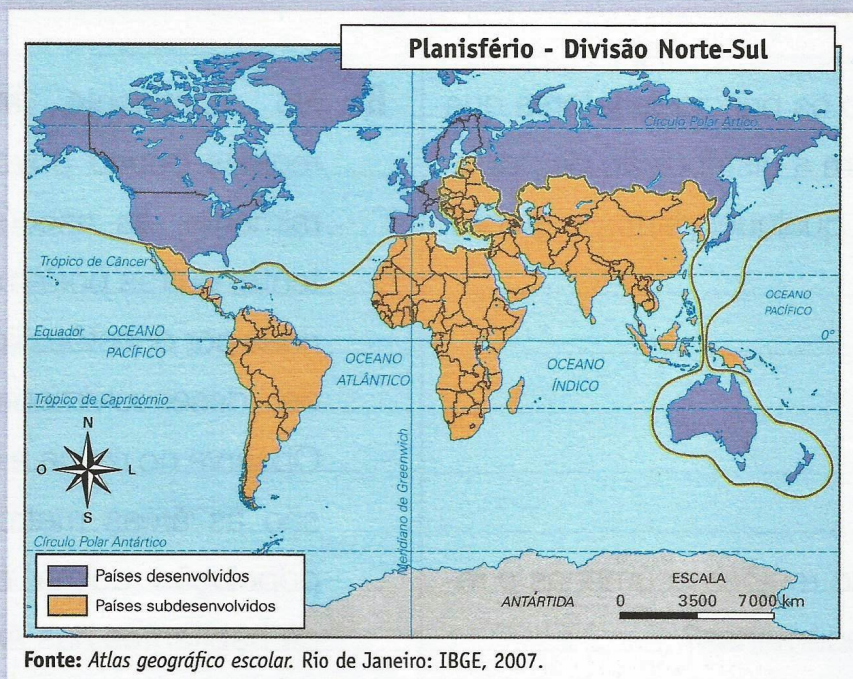 Planisfério - Divisão Norte-Sul
Círculo Polar Ártico
Trópico de Câncer
OCEANO
PACÍFICO
Equador
OCEANO
PACÍFICO
0°
OCEANO
ATLÂNTICO
OCEANO
ÍNDICO
Trópico de Capricórnio
N
O
L
S
Meridiano de Greenwich
Círculo Polar Antártico
Países desenvolvidos
Países subdesenvolvidos
ANTÁRTIDA
ESCALA
0 3500 7000 km
Fonte: Atlas geográfico escolar. Rio de Janeiro: IBGE, 2007.